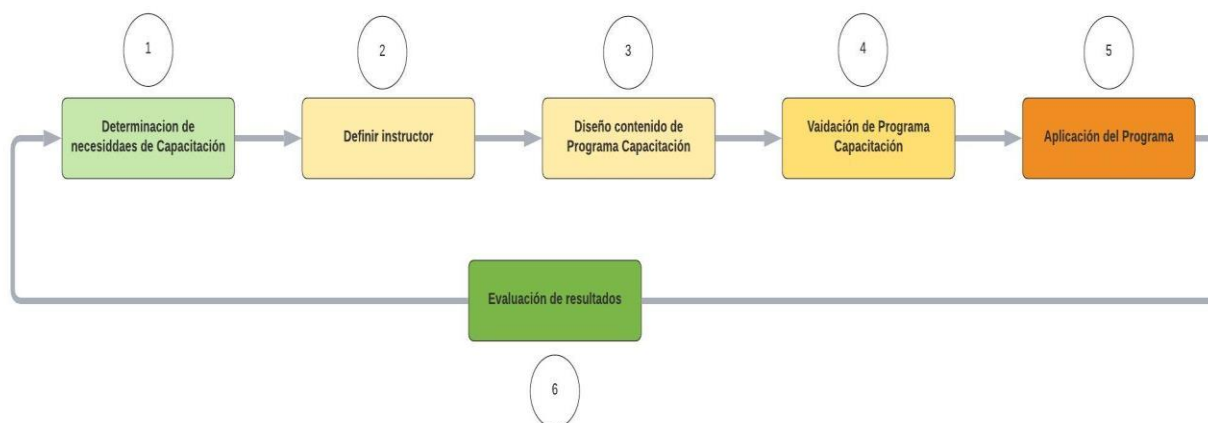 1
2
3
4
5
Determinacion de
necesiddaes de Capacitación
Definir instructor
Diseño contenido de
Programa Capacitación
Vaidación de Programa
Capacitación
Aplicación del Programa
Evaluación de resultados
6